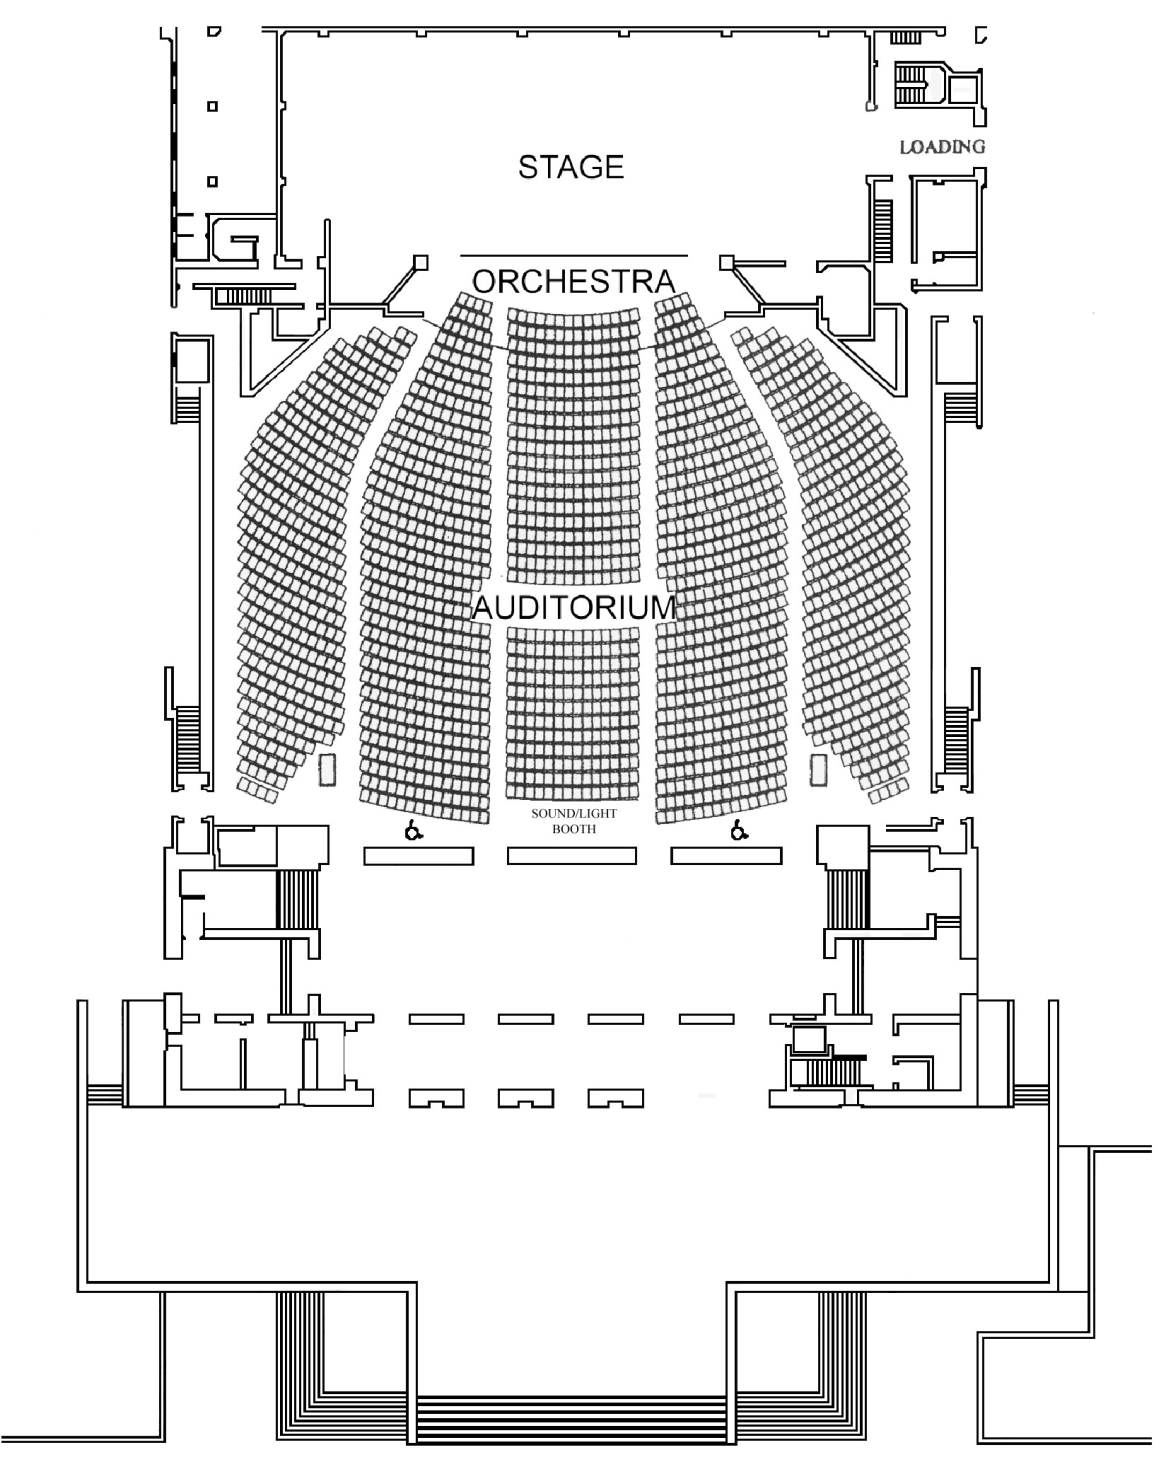 LOADING
STAGE
ORCHESTRA
AUDITORIUM
SOUND/LIGHT
BOOTH